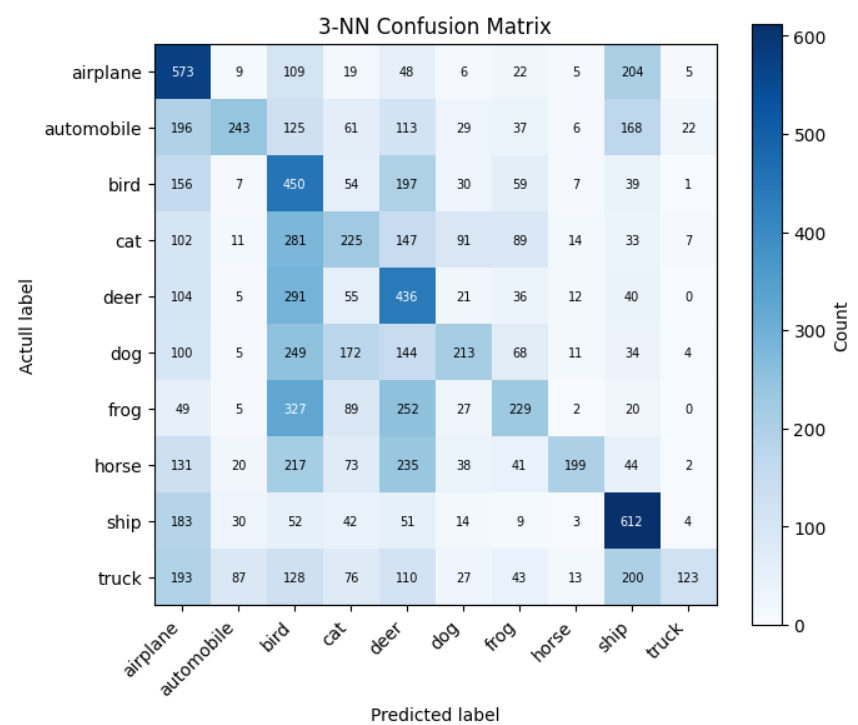 3-NN Confusion Matrix
airplane 573 9 109 19 48 6 22 5 204 5
automobile 196 243 125 61 113 29 37 6 168 22
bird 156 7 450 54 197 30 59 7 39 1
cat 102 11 281 225 147 91 89 14 33 7
deer 104 5 291 55 436 21 36 12 40 0
dog 100 5 249 172 144 213 68 11 34 4
frog 49 5 327 89 252 27 229 2 20 0
horse 131 20 217 73 235 38 41 199 44 2
ship 183 30 52 42 51 14 9 3 612 4
truck 193 87 128 76 110 27 43 13 200 123
airplane automobile bird cat deer dog frog horse ship truck
Predicted label
Actull label
600
500
400
300
200
100
0
Count